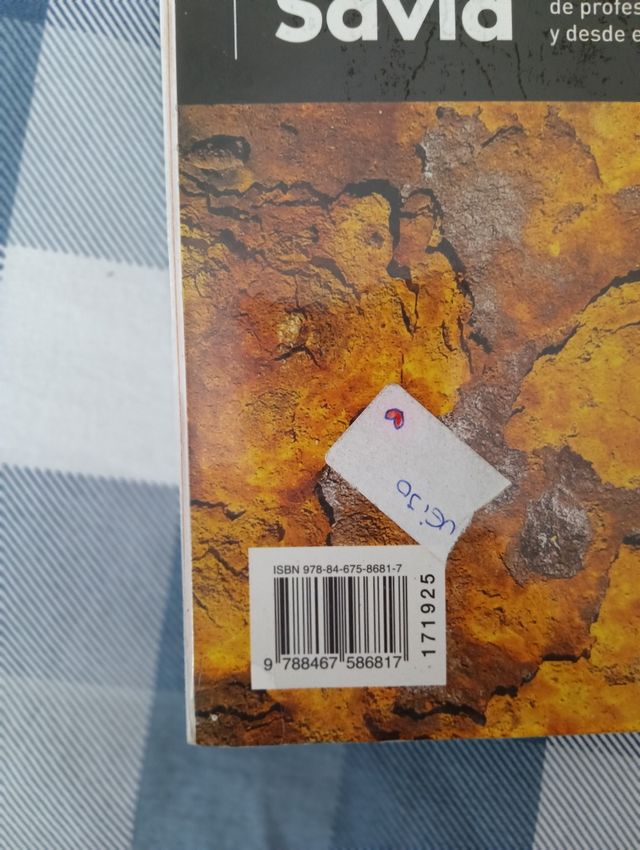 savia
de profes
y desde e
ISBN 978-84-675-8681-7
9 788467 586817
171925